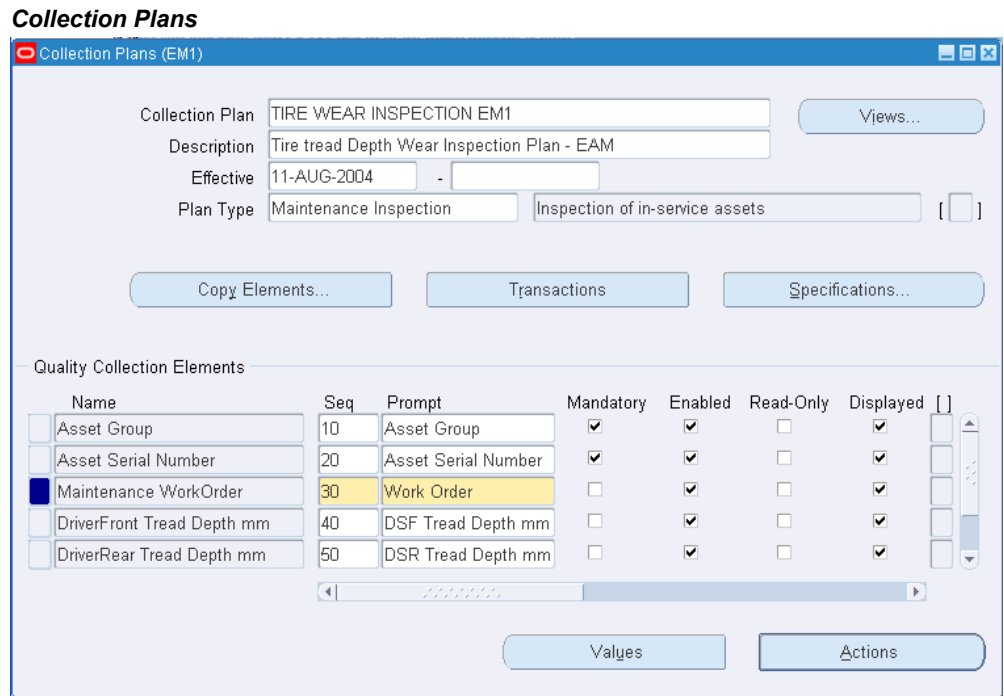 Collection Plans
Collection Plans (EM1)
Collection Plan TIRE WEAR INSPECTION EM1 Views...
Description Tire tread Depth Wear Inspection Plan - EAM
Effective 11-AUG-2004 -
Plan Type Maintenance Inspection Inspection of in-service assets [ ]
Copy Elements... Transactions Specifications...
Quality Collection Elements
Name Seq Prompt Mandatory Enabled Read-Only Displayed [ ]
Asset Group 10 Asset Group
Asset Serial Number 20 Asset Serial Number
Maintenance WorkOrder 30 Work Order
DriverFront Tread Depth mm 40 DSF Tread Depth mm
DriverRear Tread Depth mm 50 DSR Tread Depth mm
Values Actions